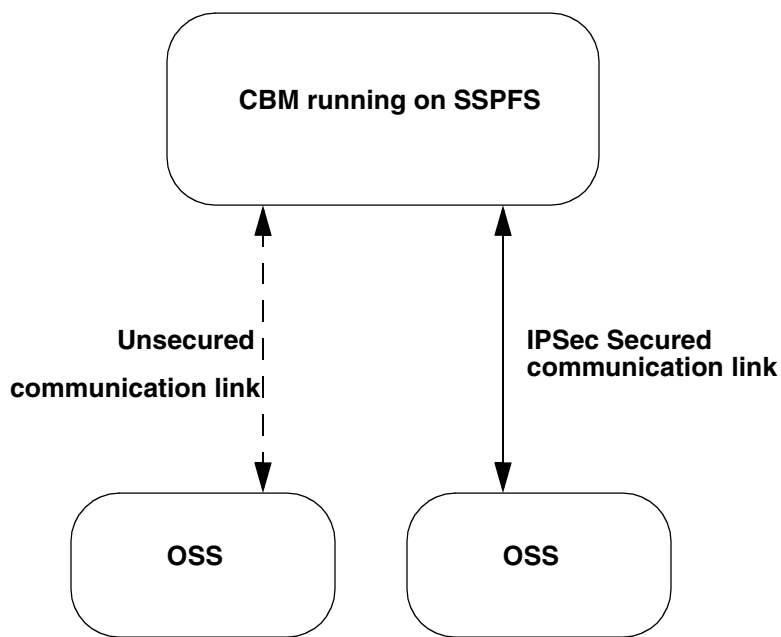 CBM running on SSPFS
Unsecured
communication link
IPSec Secured
communication link
OSS
OSS